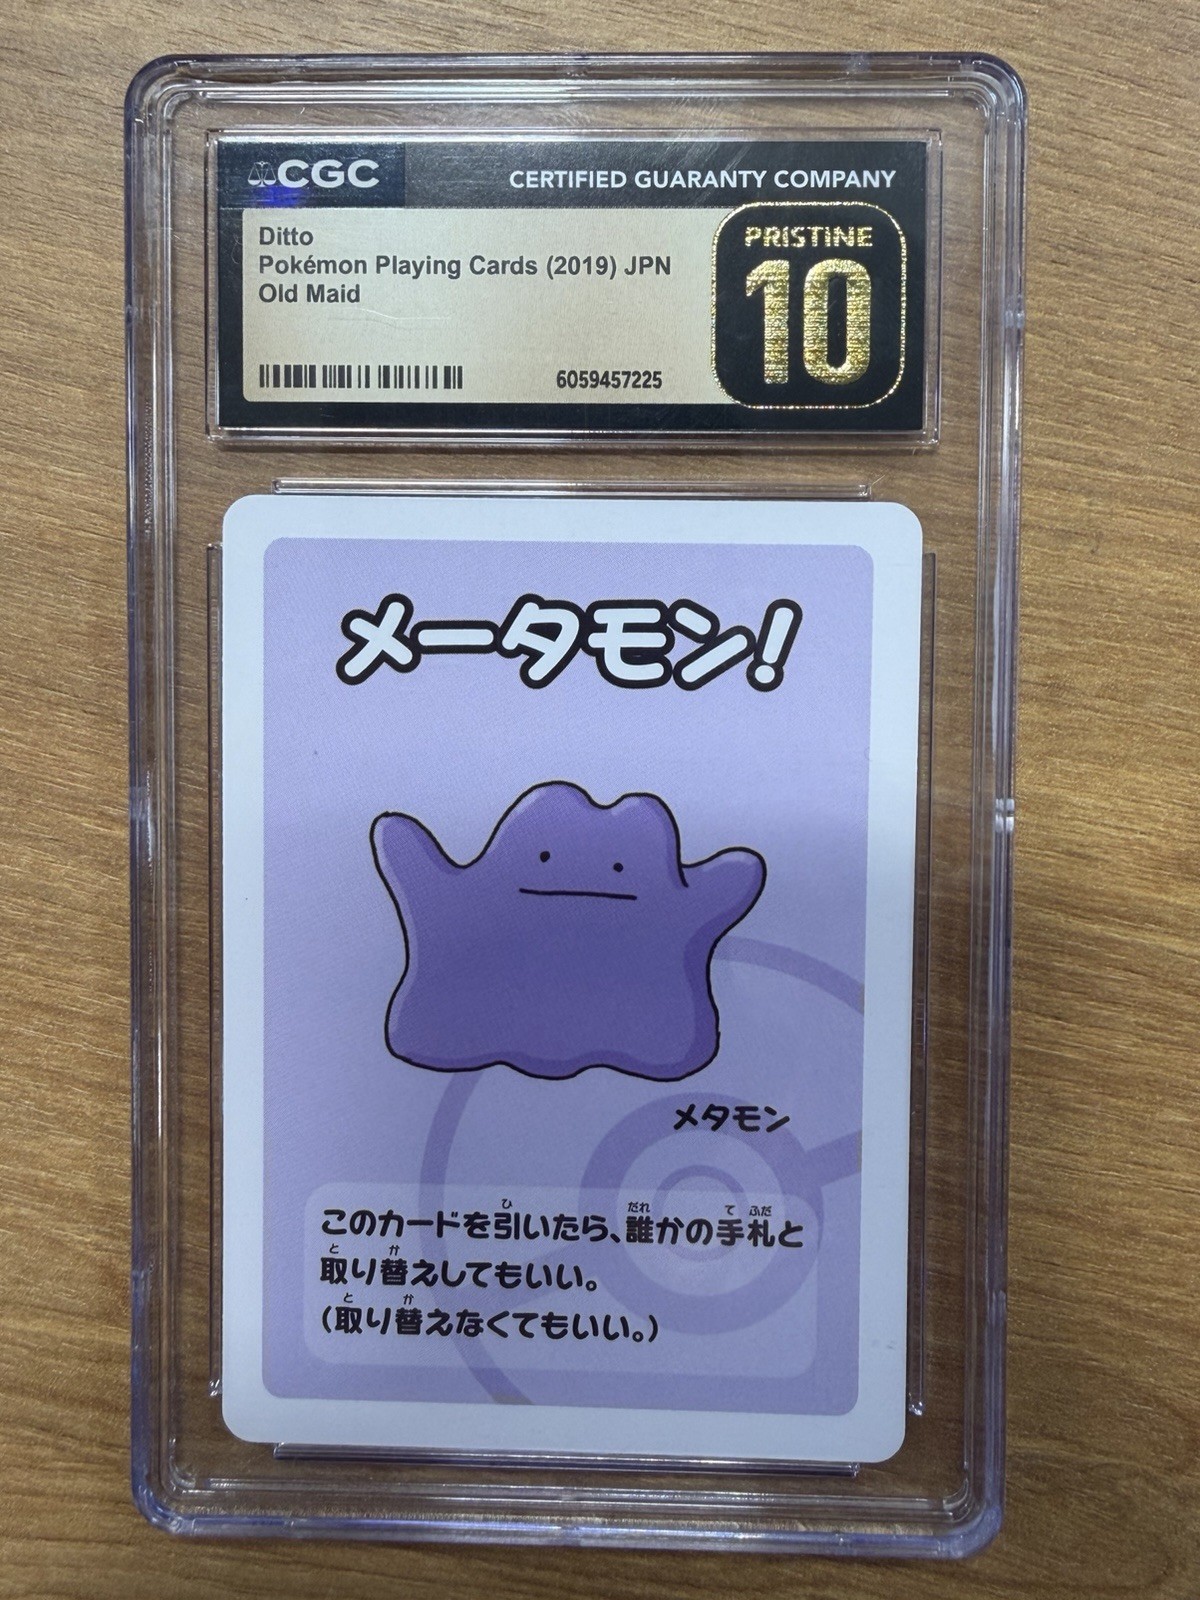 CGC
CERTIFIED GUARANTY COMPANY
Ditto
Pokémon Playing Cards (2019) JPN
Old Maid
6059457225
PRISTINE
10
メータモン!
メタモン
このカードを引いたら、誰かの手札と
取り替えしてもいい。
(取り替えなくてもいい。)